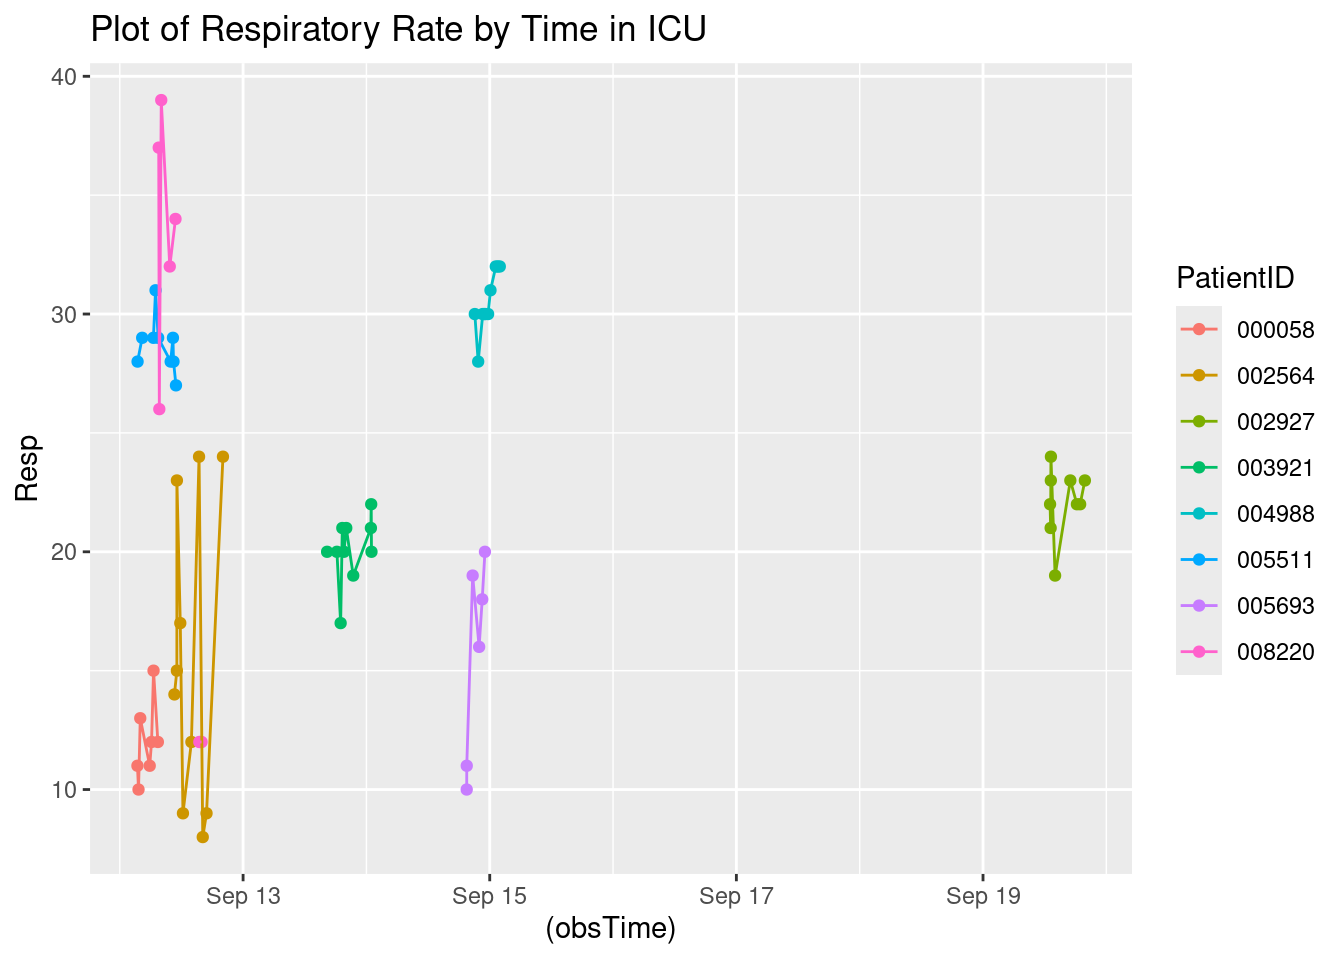 Plot of Respiratory Rate by Time in ICU
40
30
20
10
Resp
Sep 13 Sep 15 Sep 17 Sep 19
(obsTime)
PatientID
000058
002564
002927
003921
004988
005511
005693
008220